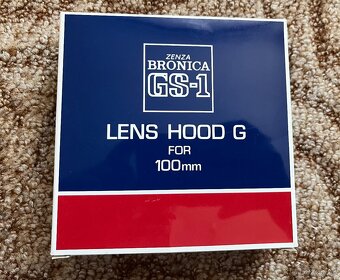 ZENZA
BRONICA
GS-1
LENS HOOD G
FOR
100mm